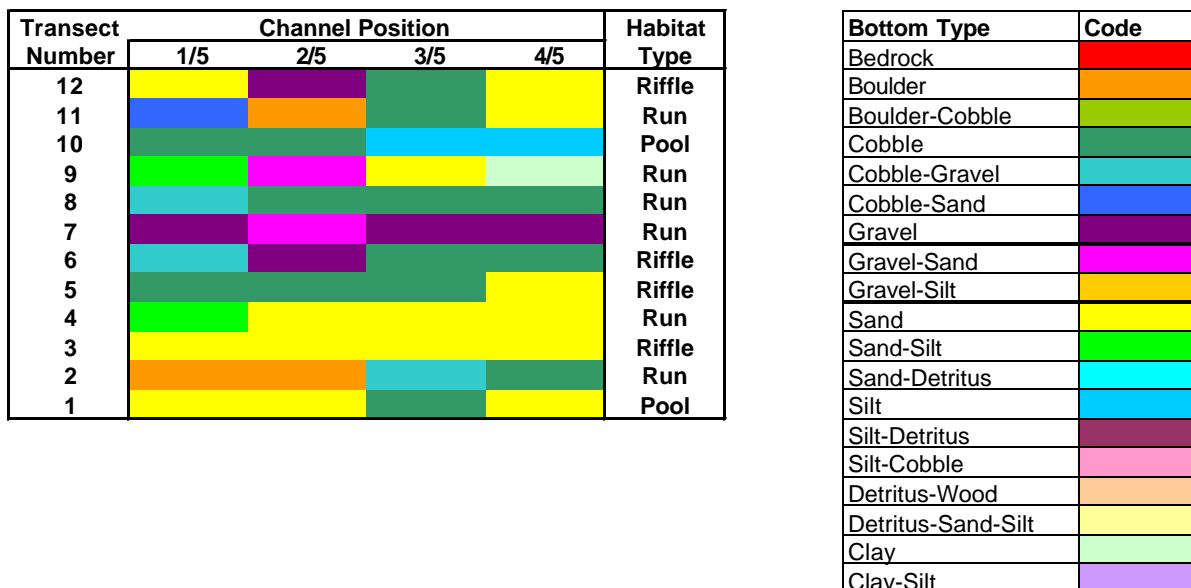 Transect Channel Position Habitat
Number 1/5 2/5 3/5 4/5 Type
12 Riffle
11 Run
10 Pool
9 Run
8 Run
7 Run
6 Riffle
5 Riffle
4 Run
3 Riffle
2 Run
1 Pool
Bottom Type Code
Bedrock
Boulder
Boulder-Cobble
Cobble
Cobble-Gravel
Cobble-Sand
Gravel
Gravel-Sand
Gravel-Silt
Sand
Sand-Silt
Sand-Detritus
Silt
Silt-Detritus
Silt-Cobble
Detritus-Wood
Detritus-Sand-Silt
Clay
Clay-Silt